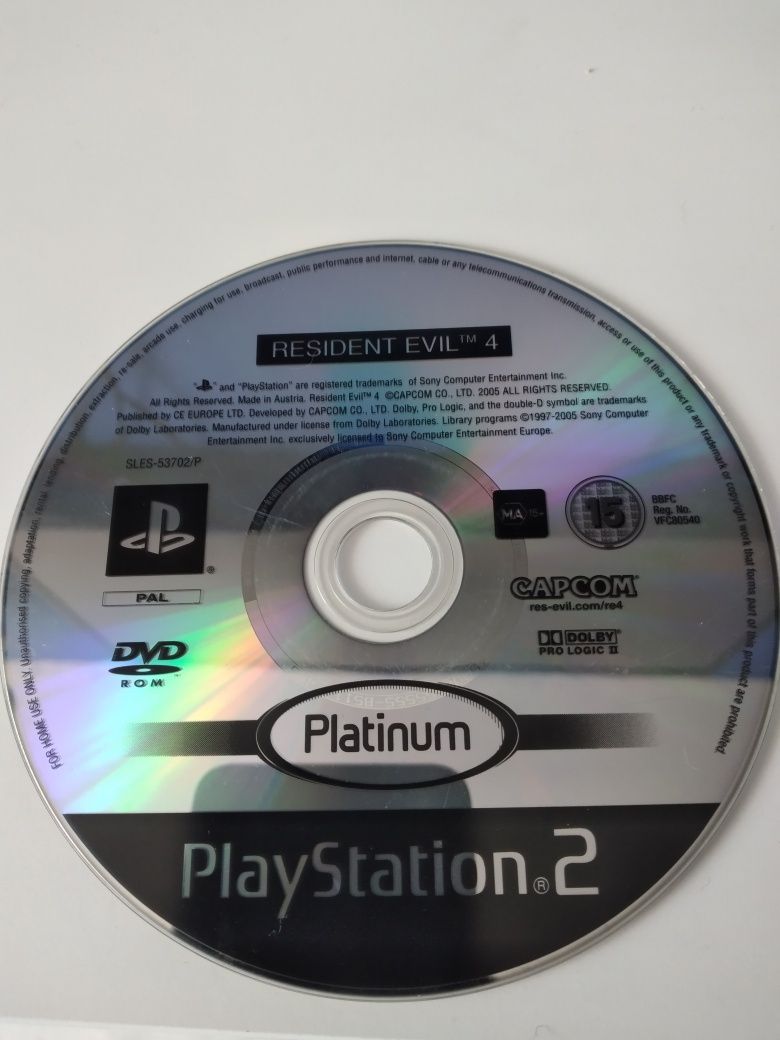 FOR HOME USE ONLY. Unauthorised copying, adaptation, rental, lending, distribution, extraction, re-sale, arcade use, charging for use, broadcast, public performance and internet, cable or any telecommunications transmission, access or use of this product or any trademark or copyright work that forms part of this product are prohibited.
RESIDENT EVIL™ 4
" " and "PlayStation" are registered trademarks of Sony Computer Entertainment Inc.
All Rights Reserved. Made in Austria. Resident Evil™ 4 ©CAPCOM CO., LTD. 2005 ALL RIGHTS RESERVED.
Published by CE EUROPE LTD. Developed by CAPCOM CO., LTD. Dolby, Pro Logic, and the double-D symbol are trademarks
of Dolby Laboratories. Manufactured under license from Dolby Laboratories. Library programs ©1997-2005 Sony Computer
Entertainment Inc. exclusively licensed to Sony Computer Entertainment Europe.
SLES-53702/P
MA 15+
15
BBFC
Reg. No.
VFC80540
®
PAL
CAPCOM®
res-evil.com/re4
DVD
ROM™
DOLBY®
PRO LOGIC II
Platinum
PlayStation®2